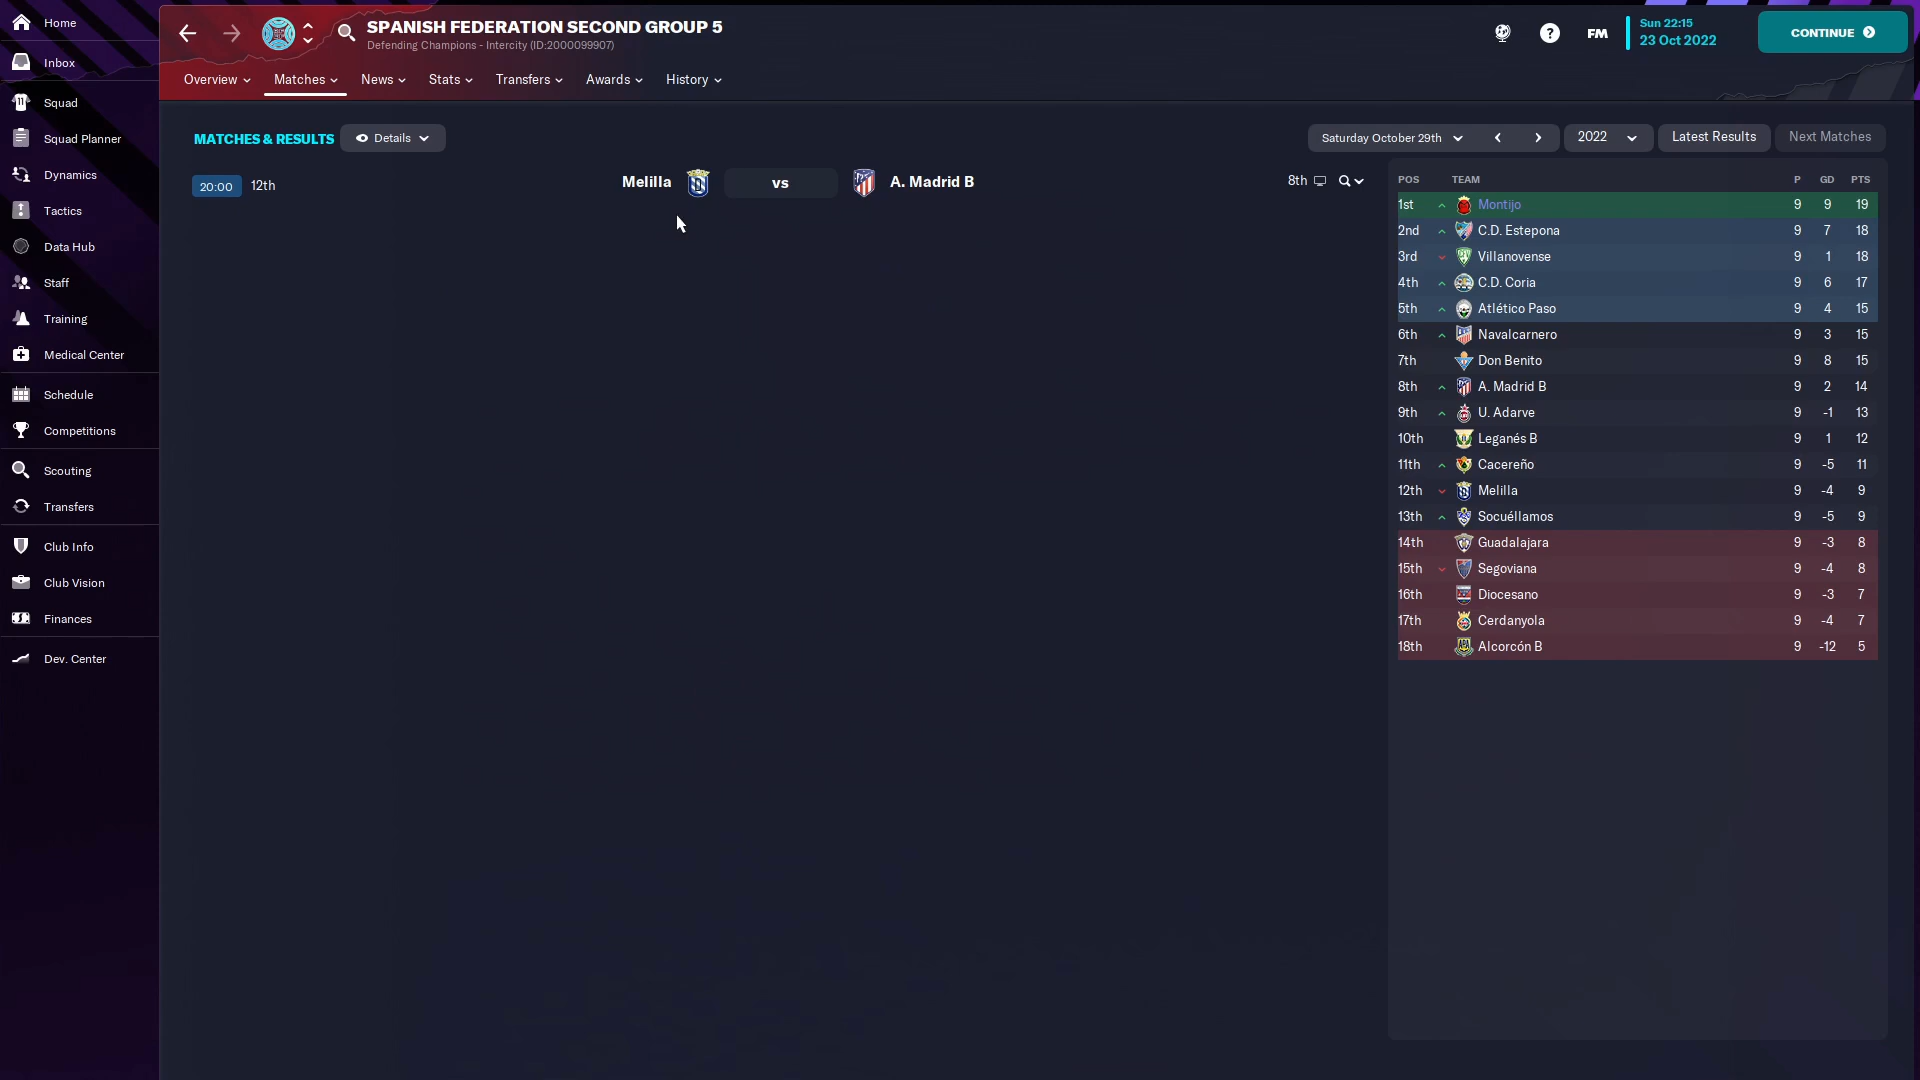 Home
Inbox
Squad
Squad Planner
Dynamics
Tactics
Data Hub
Staff
Training
Medical Center
Schedule
Competitions
Scouting
Transfers
Club Info
Club Vision
Finances
Dev. Center
SPANISH FEDERATION SECOND GROUP 5
Defending Champions - Intercity (ID:2000099907)
FM
Sun 22:15
23 Oct 2022
CONTINUE
Overview Matches News Stats Transfers Awards History
MATCHES & RESULTS Details
Saturday October 29th 2022 Latest Results Next Matches
20:00 12th Melilla vs A. Madrid B 8th
POS TEAM P GD PTS
1st Montijo 9 9 19
2nd C.D. Estepona 9 7 18
3rd Villanovense 9 1 18
4th C.D. Coria 9 6 17
5th Atlético Paso 9 4 15
6th Navalcarnero 9 3 15
7th Don Benito 9 8 15
8th A. Madrid B 9 2 14
9th U. Adarve 9 -1 13
10th Leganés B 9 1 12
11th Cacereño 9 -5 11
12th Melilla 9 -4 9
13th Socuéllamos 9 -5 9
14th Guadalajara 9 -3 8
15th Segoviana 9 -4 8
16th Diocesano 9 -3 7
17th Cerdanyola 9 -4 7
18th Alcorcón B 9 -12 5